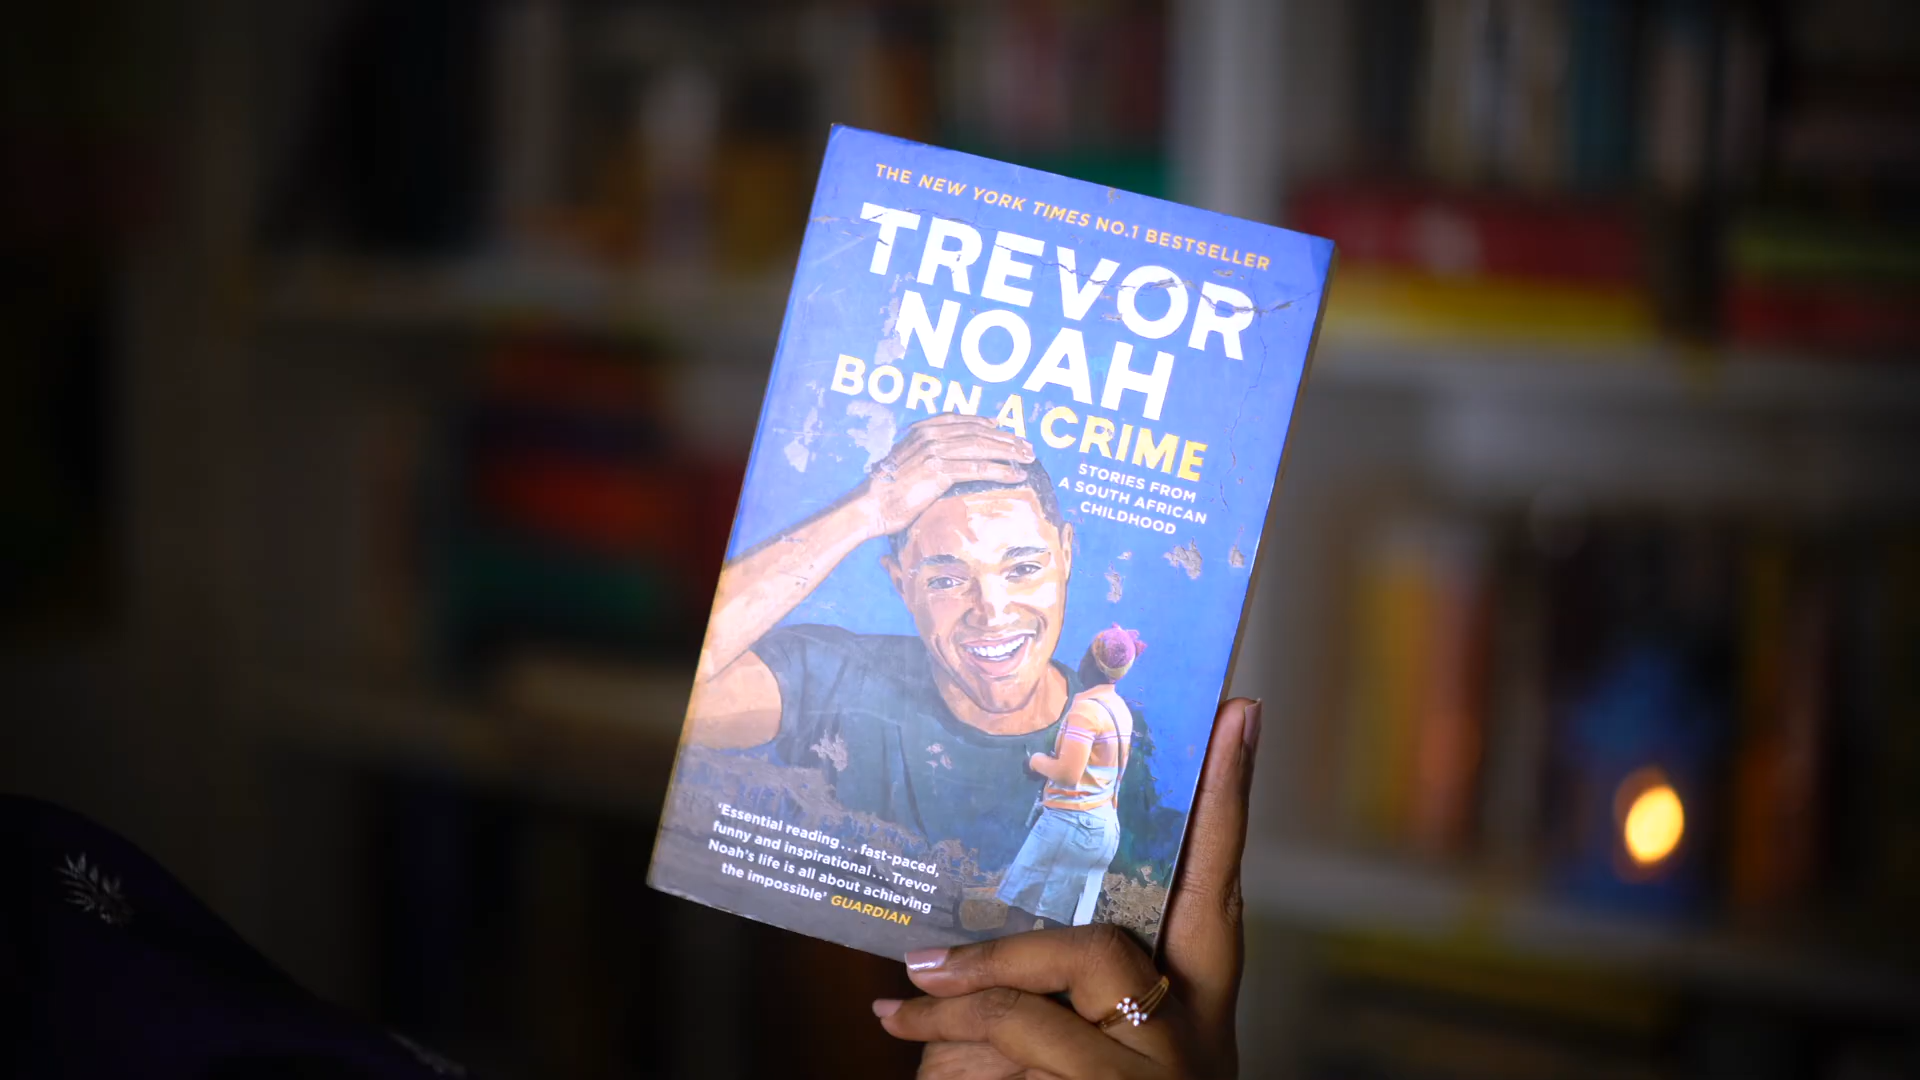 THE NEW YORK TIMES NO.1 BESTSELLER
TREVOR
NOAH
BORN A CRIME
STORIES FROM
A SOUTH AFRICAN
CHILDHOOD
‘Essential reading...fast-paced,
funny and inspirational...Trevor
Noah’s life is all about achieving
the impossible’ GUARDIAN